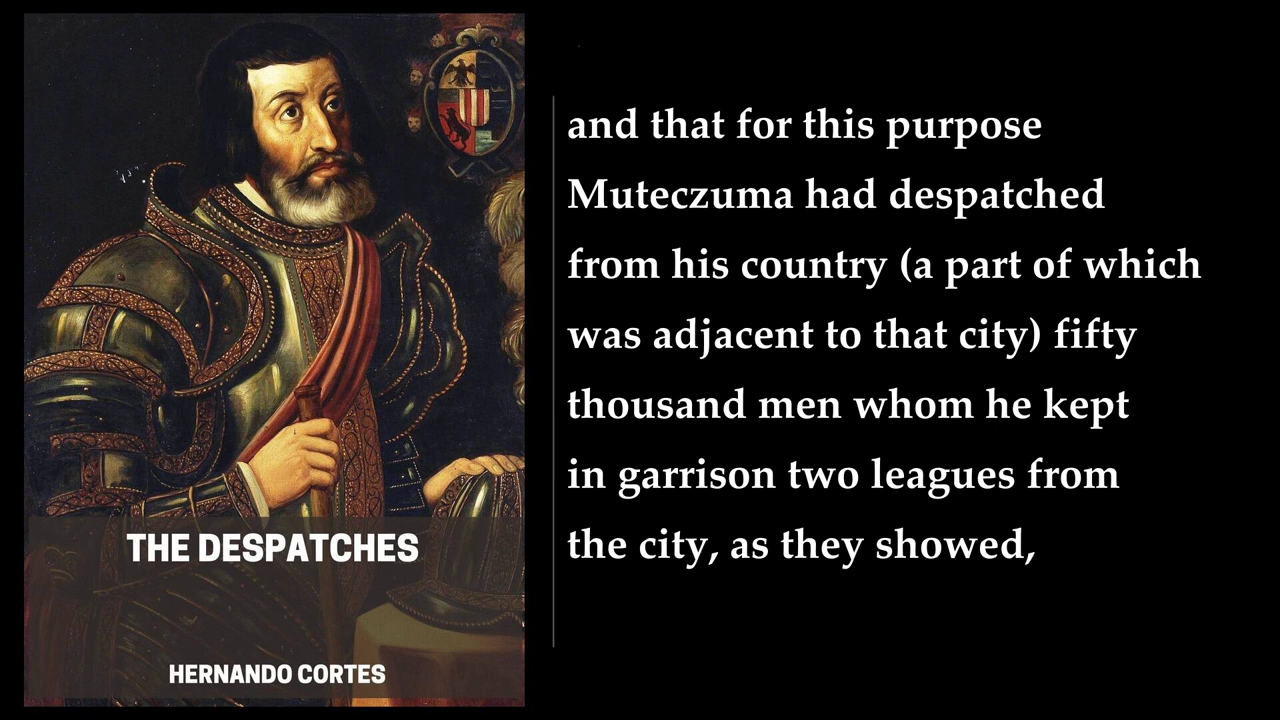 THE DESPATCHES
HERNANDO CORTES
and that for this purpose
Muteczuma had despatched
from his country (a part of which
was adjacent to that city) fifty
thousand men whom he kept
in garrison two leagues from
the city, as they showed,